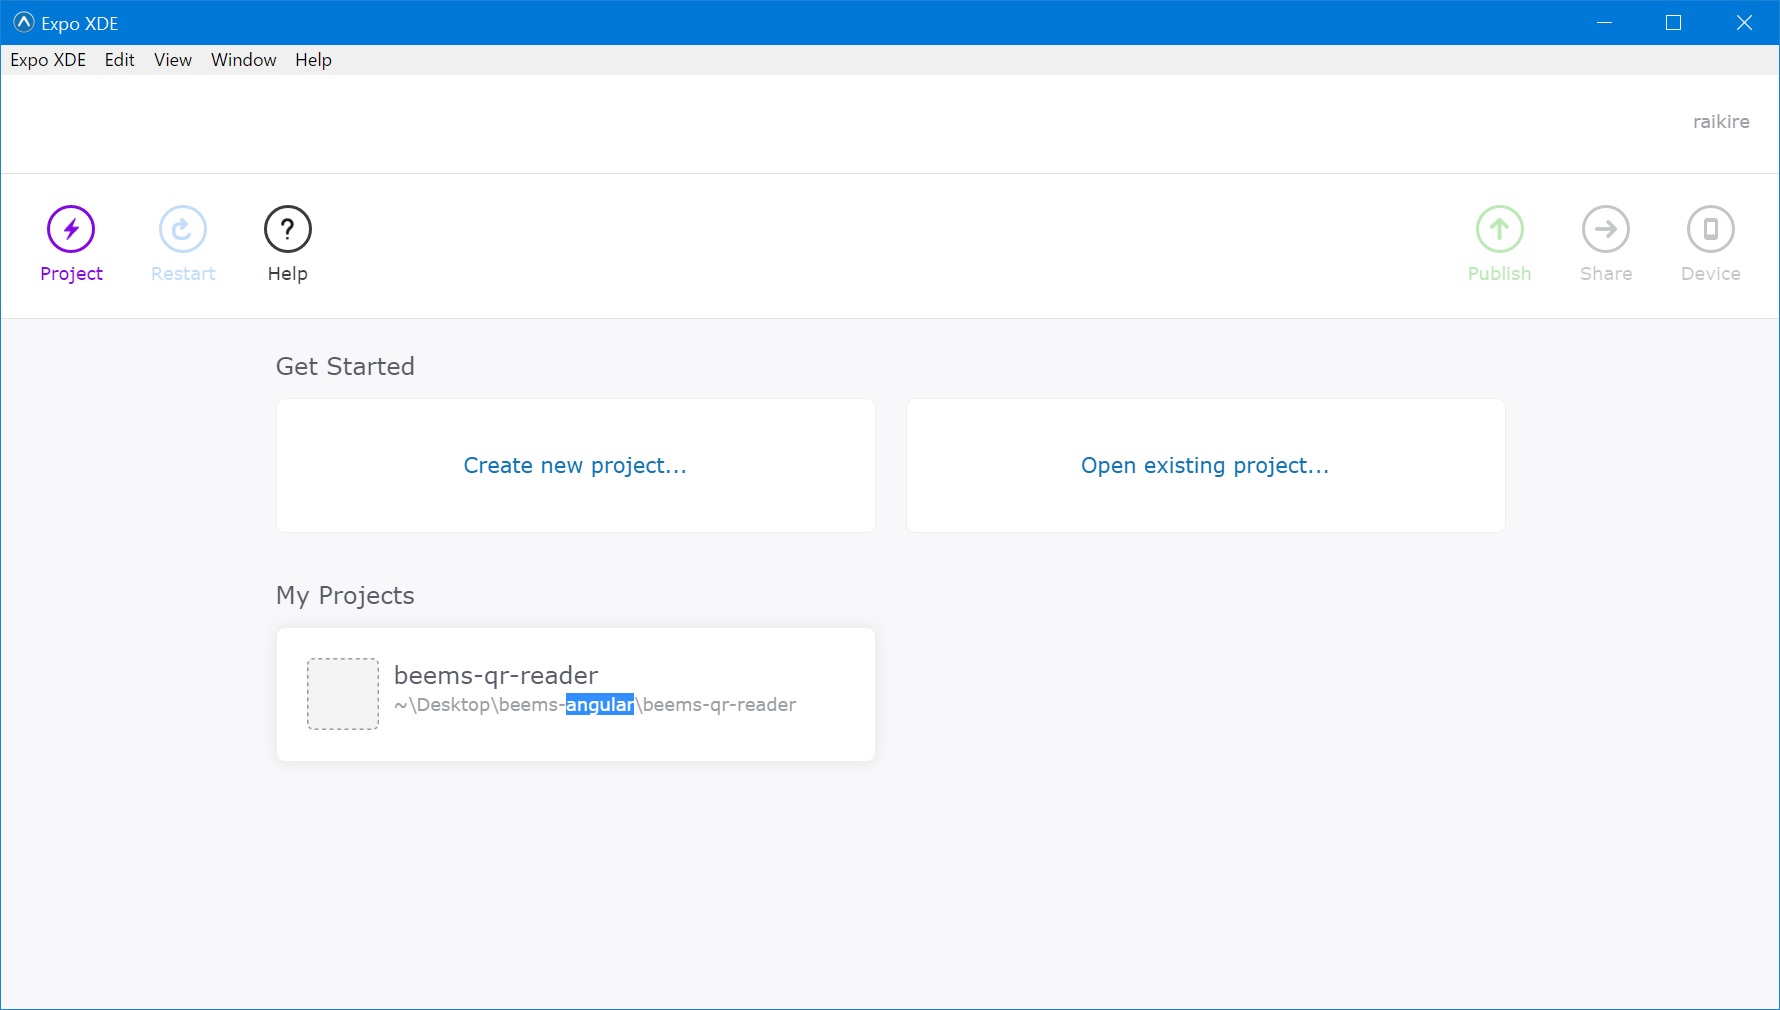 Expo XDE
Expo XDE Edit View Window Help
raikire
Project Restart Help Publish Share Device
Get Started
Create new project...
Open existing project...
My Projects
beems-qr-reader
~\Desktop\beems-angular\beems-qr-reader